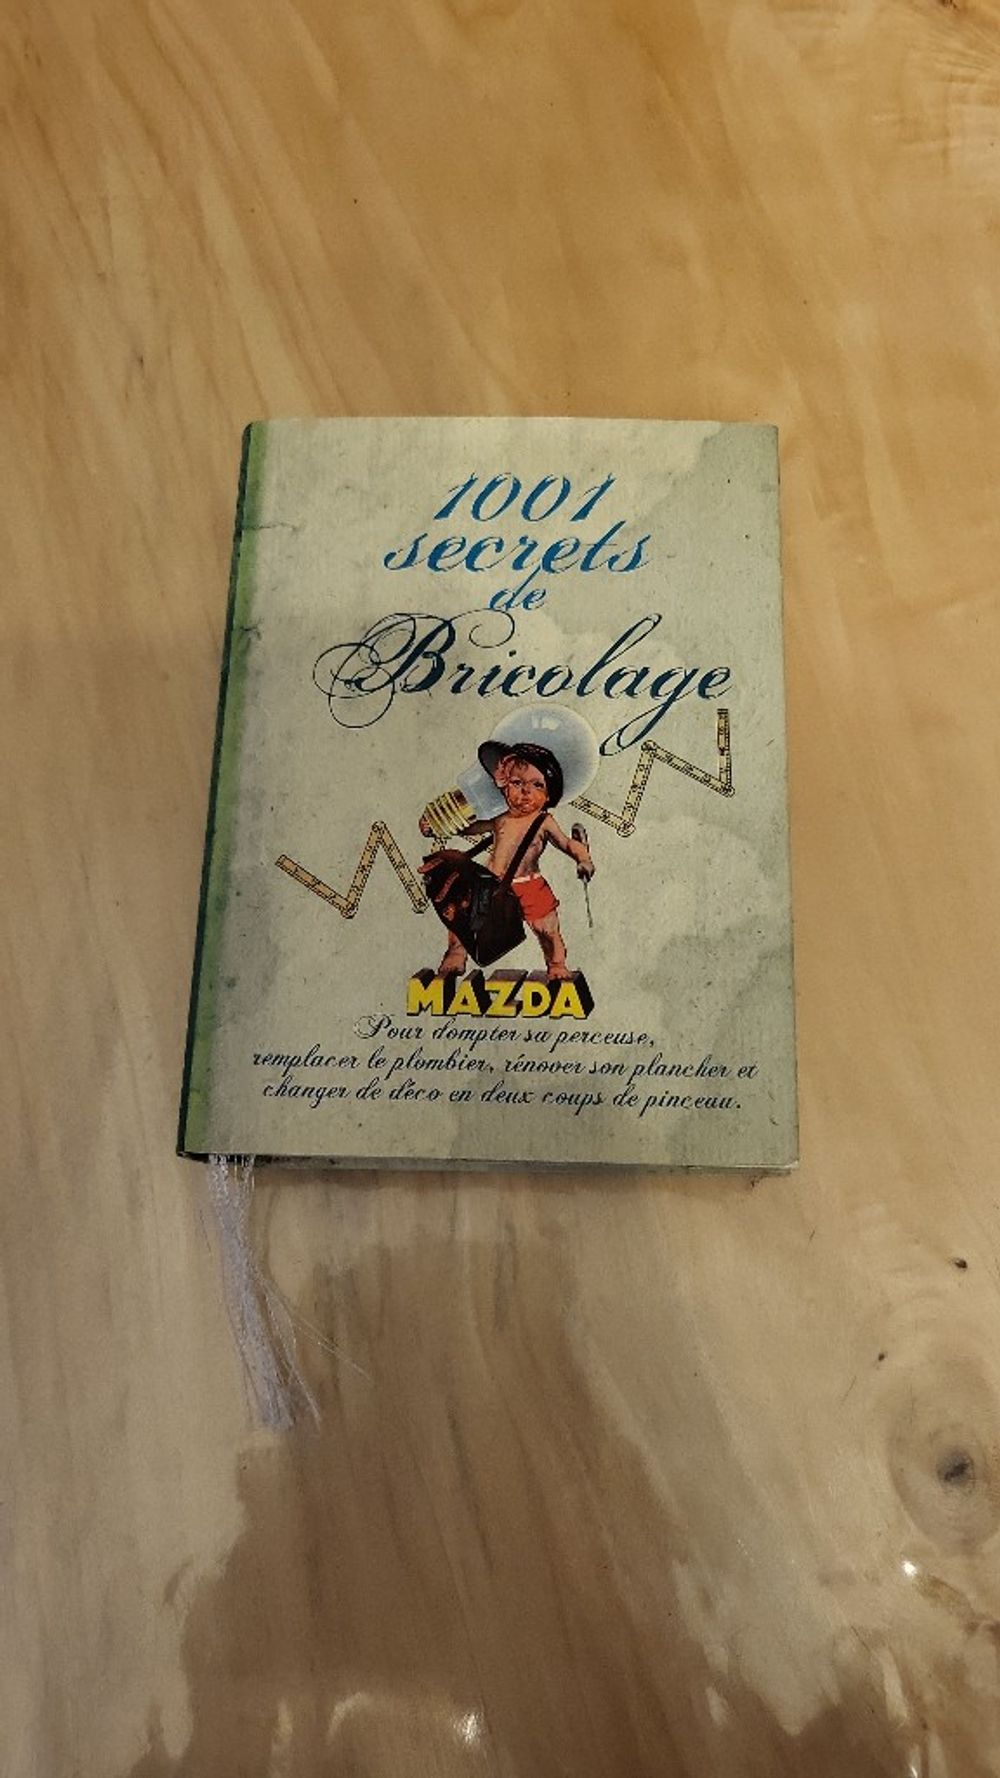 1001
secrets
de
Bricolage
MAZDA
Pour dompter sa perceuse,
remplacer le plombier, rénover son plancher et
changer de déco en deux coups de pinceau.